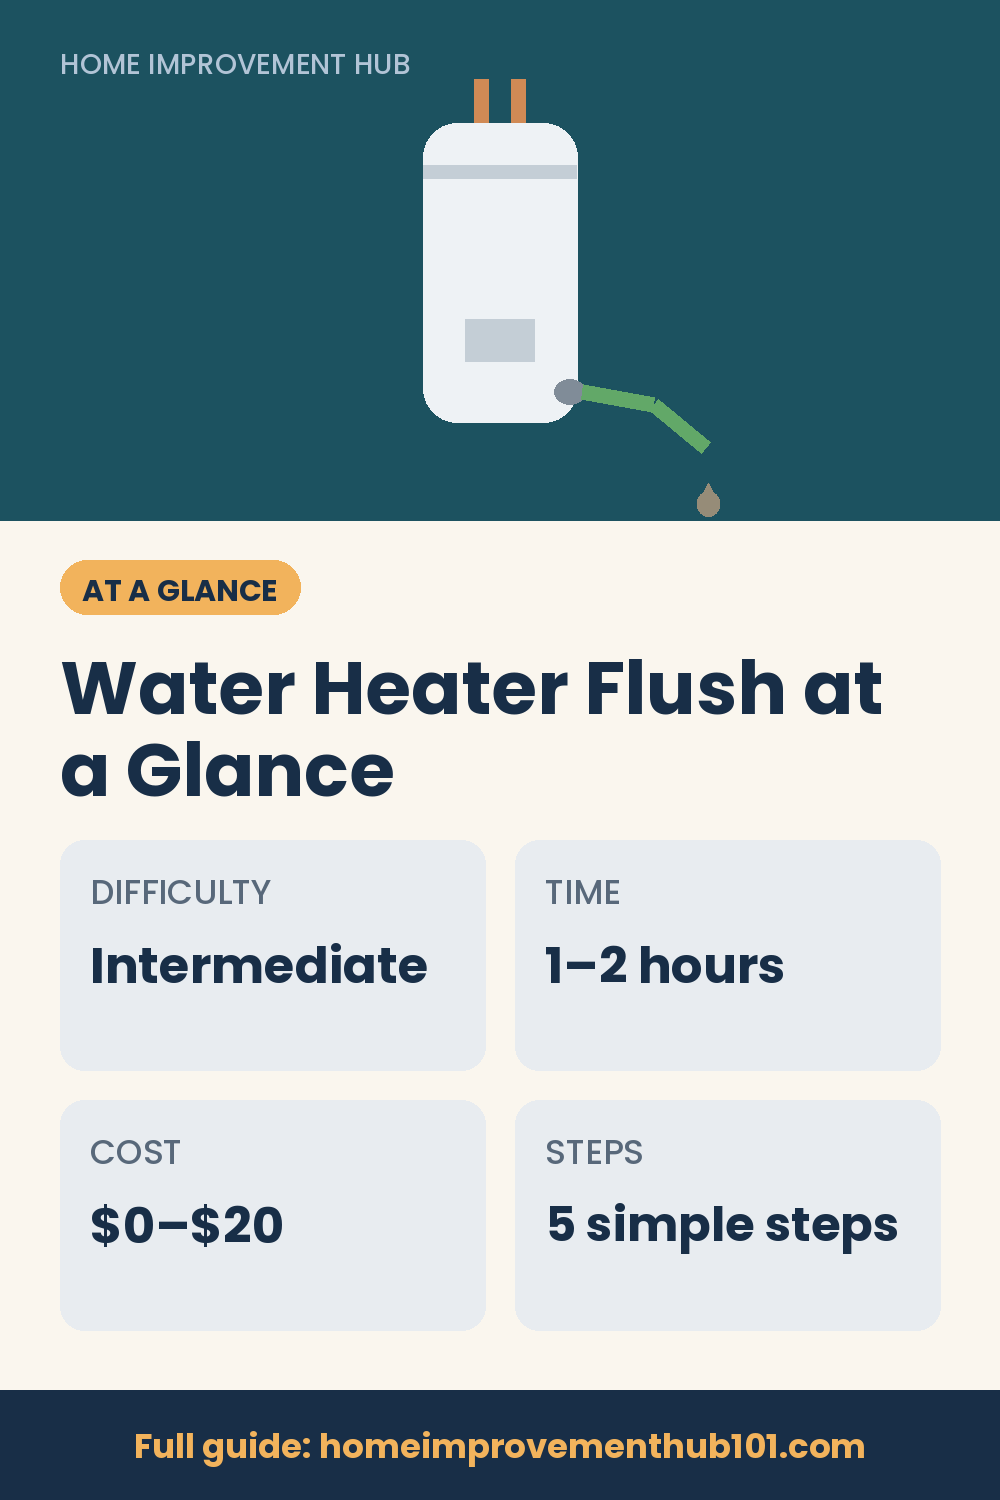 HOME IMPROVEMENT HUB
AT A GLANCE
Water Heater Flush at
a Glance
DIFFICULTY
Intermediate
TIME
1–2 hours
COST
$0–$20
STEPS
5 simple steps
Full guide: homeimprovementhub101.com